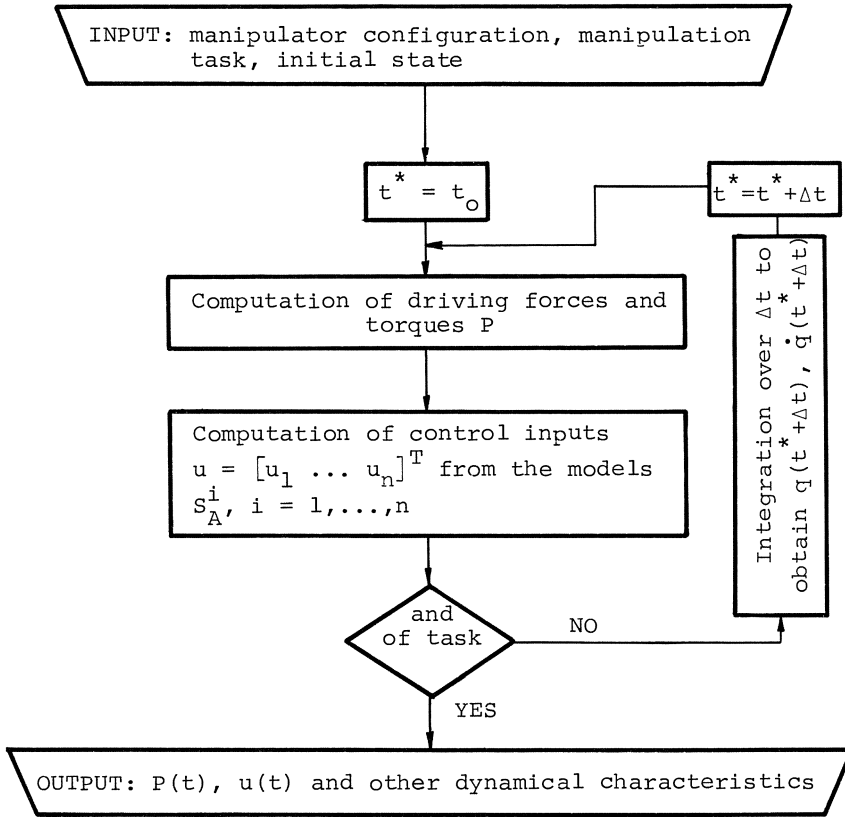 INPUT: manipulator configuration, manipulation
task, initial state
t* = t₀
t*=t*+Δt
Computation of driving forces and
torques P
Computation of control inputs
u = [u₁ ... uₙ]ᵀ from the models
S_A^i, i = 1,...,n
Integration over Δt to
obtain q(t*+Δt), q̇(t*+Δt)
and
of task
NO
YES
OUTPUT: P(t), u(t) and other dynamical characteristics